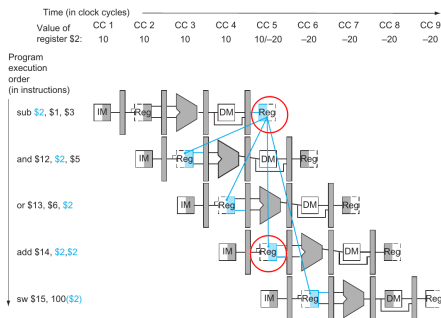 Time (in clock cycles)
CC 1 CC 2 CC 3 CC 4 CC 5 CC 6 CC 7 CC 8 CC 9
Value of
register $2: 10 10 10 10 10/–20 –20 –20 –20 –20
Program
execution
order
(in instructions)
sub $2, $1, $3 IM Reg DM Reg
and $12, $2, $5 IM Reg DM Reg
or $13, $6, $2 IM Reg DM Reg
add $14, $2,$2 IM Reg DM Reg
sw $15, 100($2) IM Reg DM Reg